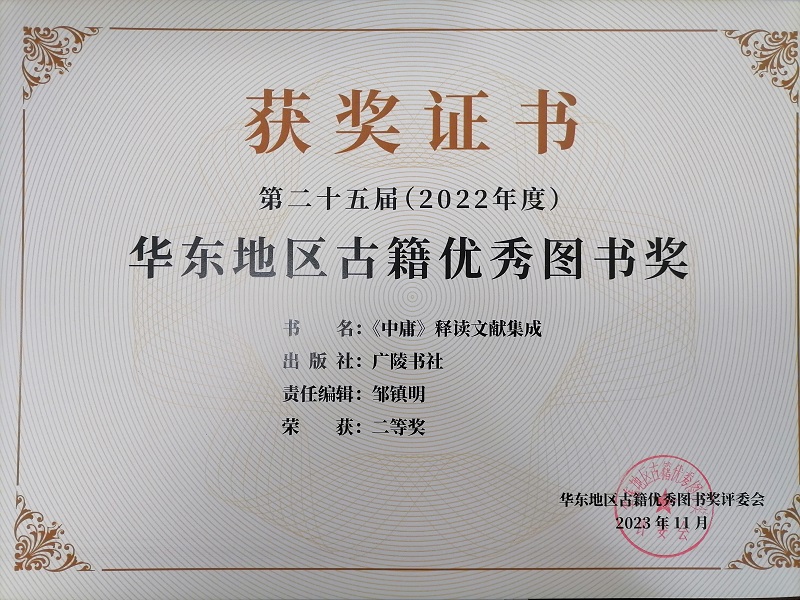 获奖证书
第二十五届(2022年度)
华东地区古籍优秀图书奖
书名：《中庸》释读文献集成
出版社：广陵书社
责任编辑：邹镇明
荣获：二等奖
华东地区古籍优秀图书奖评委会
2023年11月